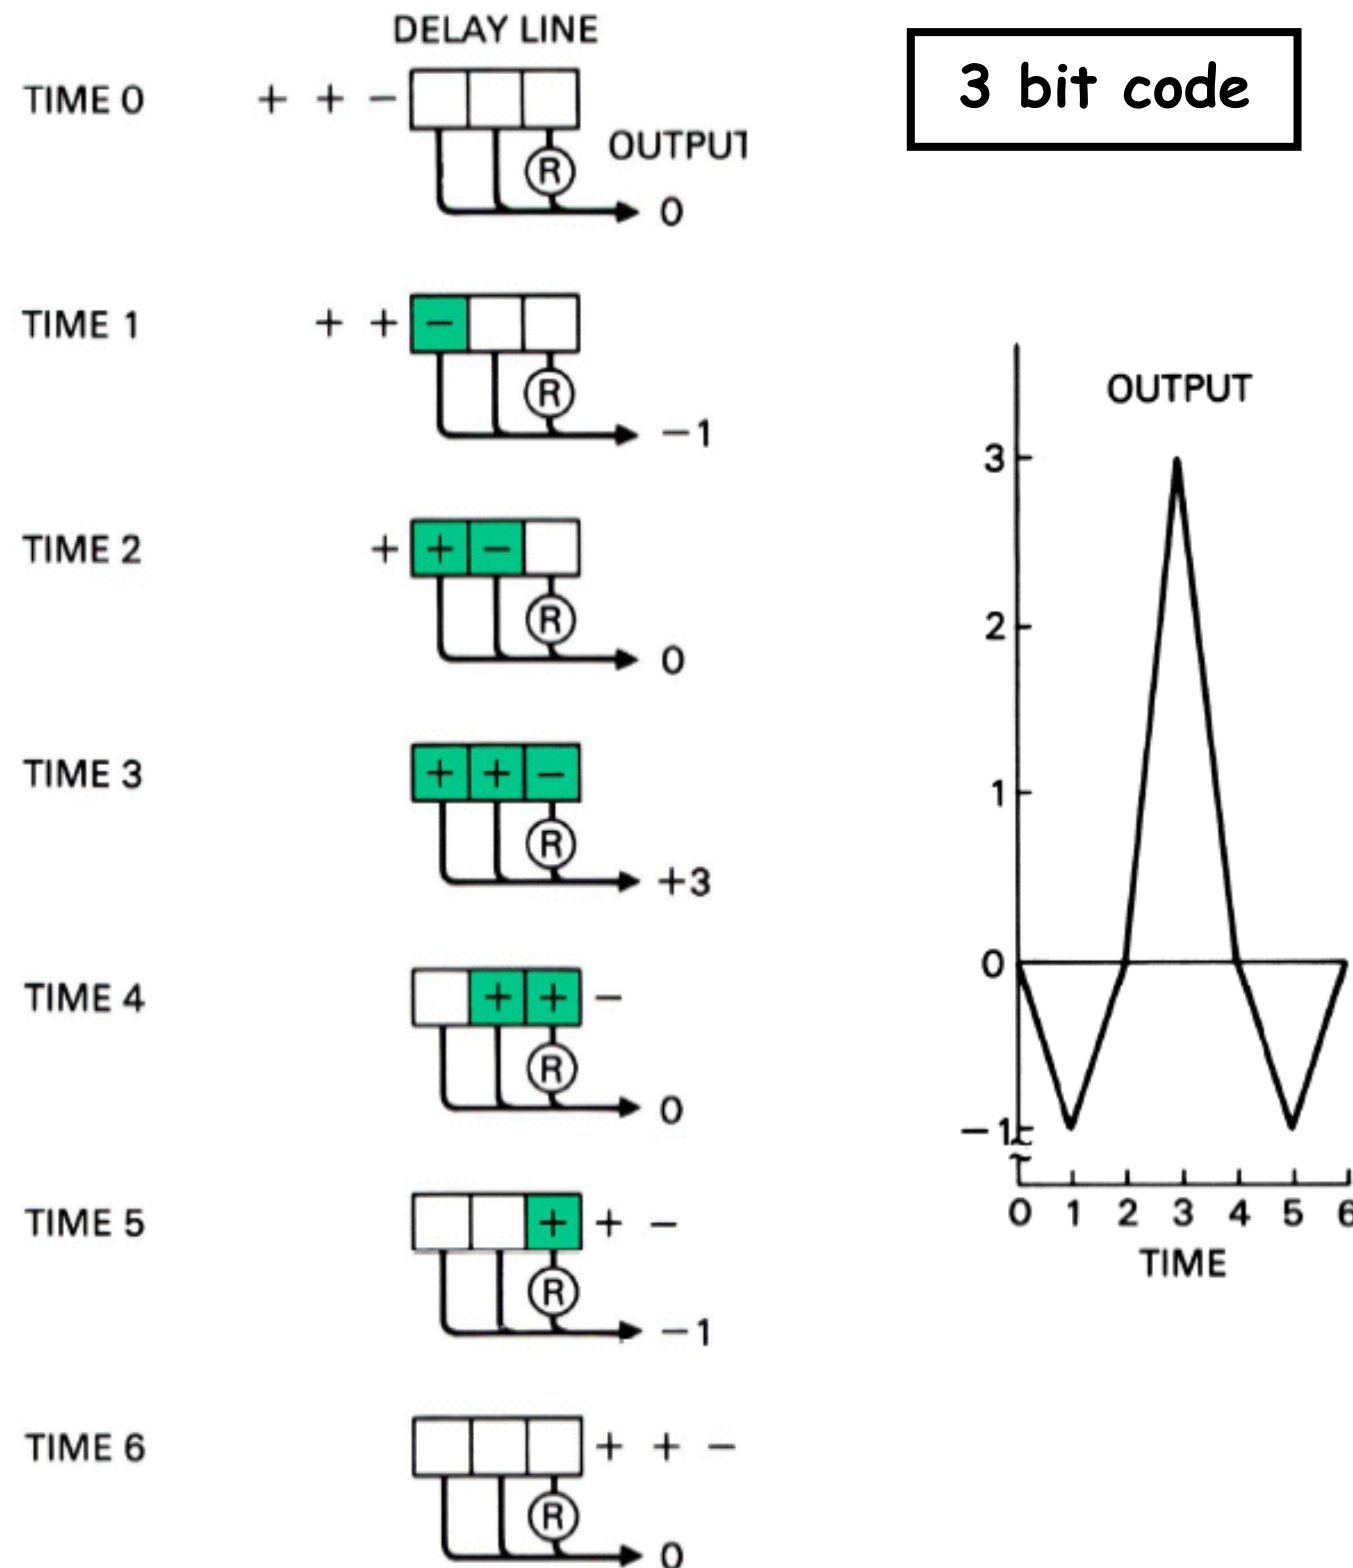 DELAY LINE
3 bit code
TIME 0 + + −
OUTPUT
R
0
TIME 1 + + −
R
−1
TIME 2 + + −
R
0
TIME 3 + + −
R
+3
TIME 4 + + −
R
0
TIME 5 + + −
R
−1
TIME 6 + + −
R
0
OUTPUT
3
2
1
0
−1
0 1 2 3 4 5 6
TIME